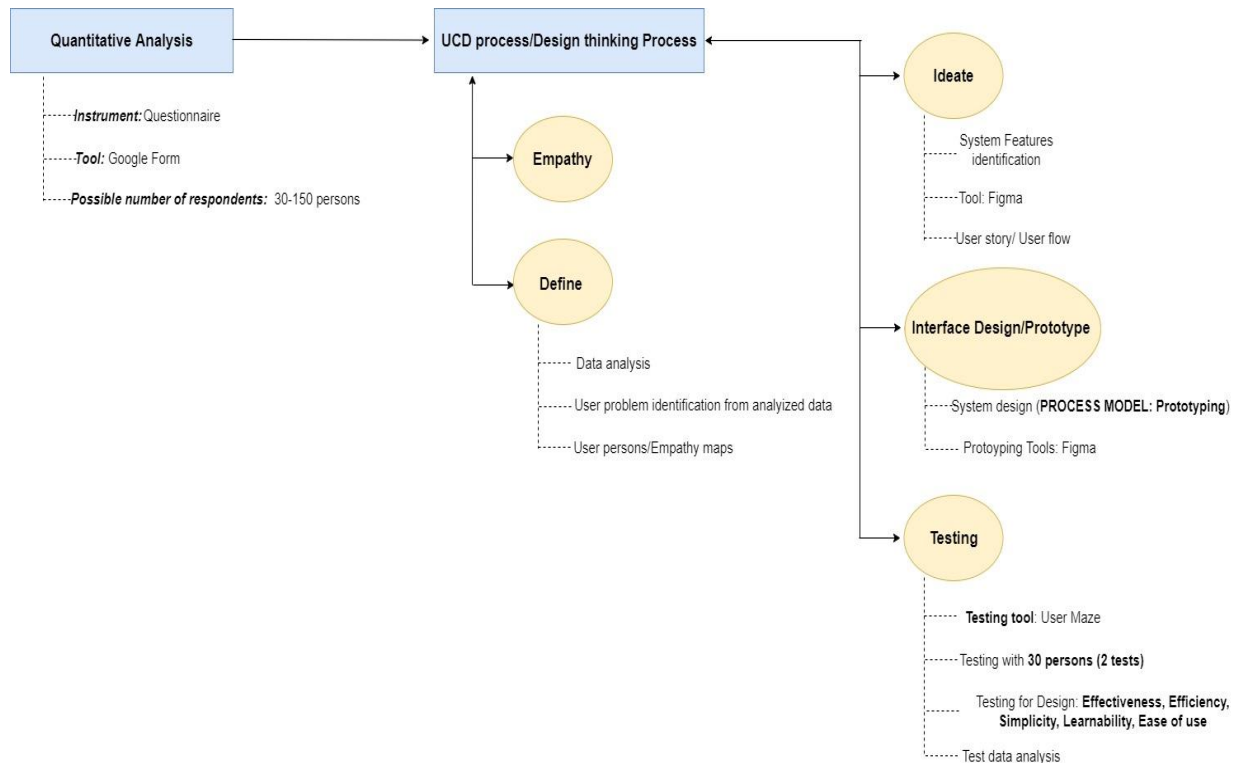 Quantitative Analysis
Instrument: Questionnaire
Tool: Google Form
Possible number of respondents: 30-150 persons
UCD process/Design thinking Process
Empathy
Define
Data analysis
User problem identification from analyized data
User persons/Empathy maps
Ideate
System Features
identification
Tool: Figma
User story/ User flow
Interface Design/Prototype
System design (PROCESS MODEL: Prototyping)
Protoyping Tools: Figma
Testing
Testing tool: User Maze
Testing with 30 persons (2 tests)
Testing for Design: Effectiveness, Efficiency,
Simplicity, Learnability, Ease of use
Test data analysis